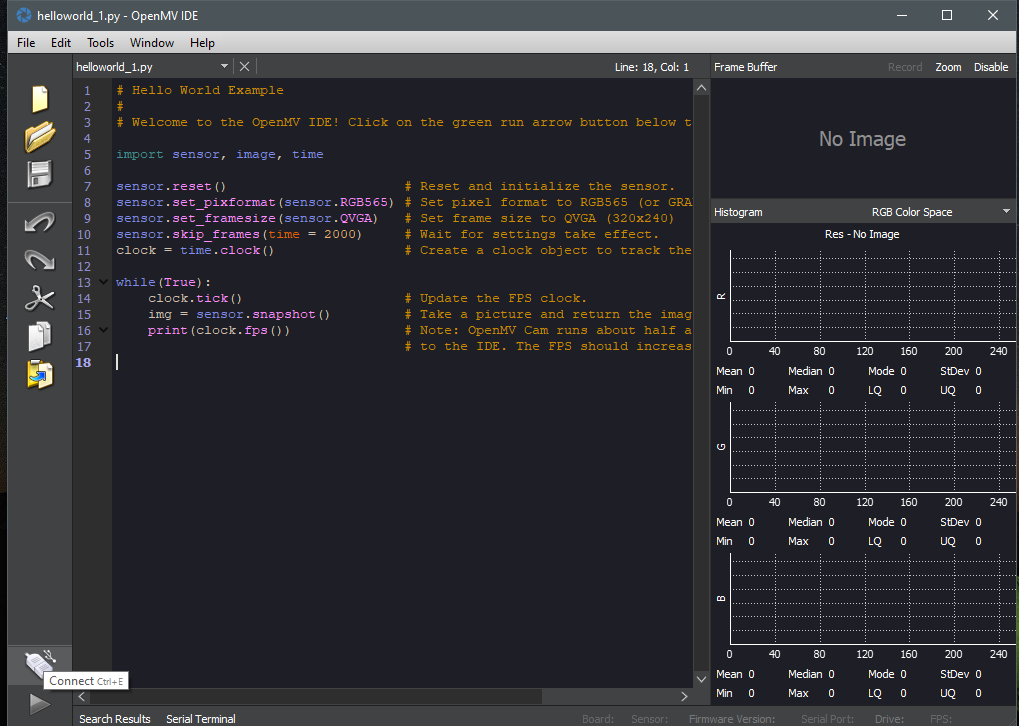 helloworld_1.py - OpenMV IDE
File Edit Tools Window Help
helloworld_1.py
Line: 18, Col: 1
Frame Buffer
Record Zoom Disable
1 # Hello World Example
2 #
3 # Welcome to the OpenMV IDE! Click on the green run arrow button below t
4
5 import sensor, image, time
6
7 sensor.reset() # Reset and initialize the sensor.
8 sensor.set_pixformat(sensor.RGB565) # Set pixel format to RGB565 (or GRA
9 sensor.set_framesize(sensor.QVGA) # Set frame size to QVGA (320x240)
10 sensor.skip_frames(time = 2000) # Wait for settings take effect.
11 clock = time.clock() # Create a clock object to track the
12
13 while(True):
14 clock.tick() # Update the FPS clock.
15 img = sensor.snapshot() # Take a picture and return the imag
16 print(clock.fps()) # Note: OpenMV Cam runs about half a
17 # to the IDE. The FPS should increas
18
No Image
Histogram
RGB Color Space
Res - No Image
R
0 40 80 120 160 200 240
Mean 0 Median 0 Mode 0 StDev 0
Min 0 Max 0 LQ 0 UQ 0
G
0 40 80 120 160 200 240
Mean 0 Median 0 Mode 0 StDev 0
Min 0 Max 0 LQ 0 UQ 0
B
0 40 80 120 160 200 240
Mean 0 Median 0 Mode 0 StDev 0
Min 0 Max 0 LQ 0 UQ 0
Connect Ctrl+E
Search Results Serial Terminal
Board: Sensor: Firmware Version: Serial Port: Drive: FPS: